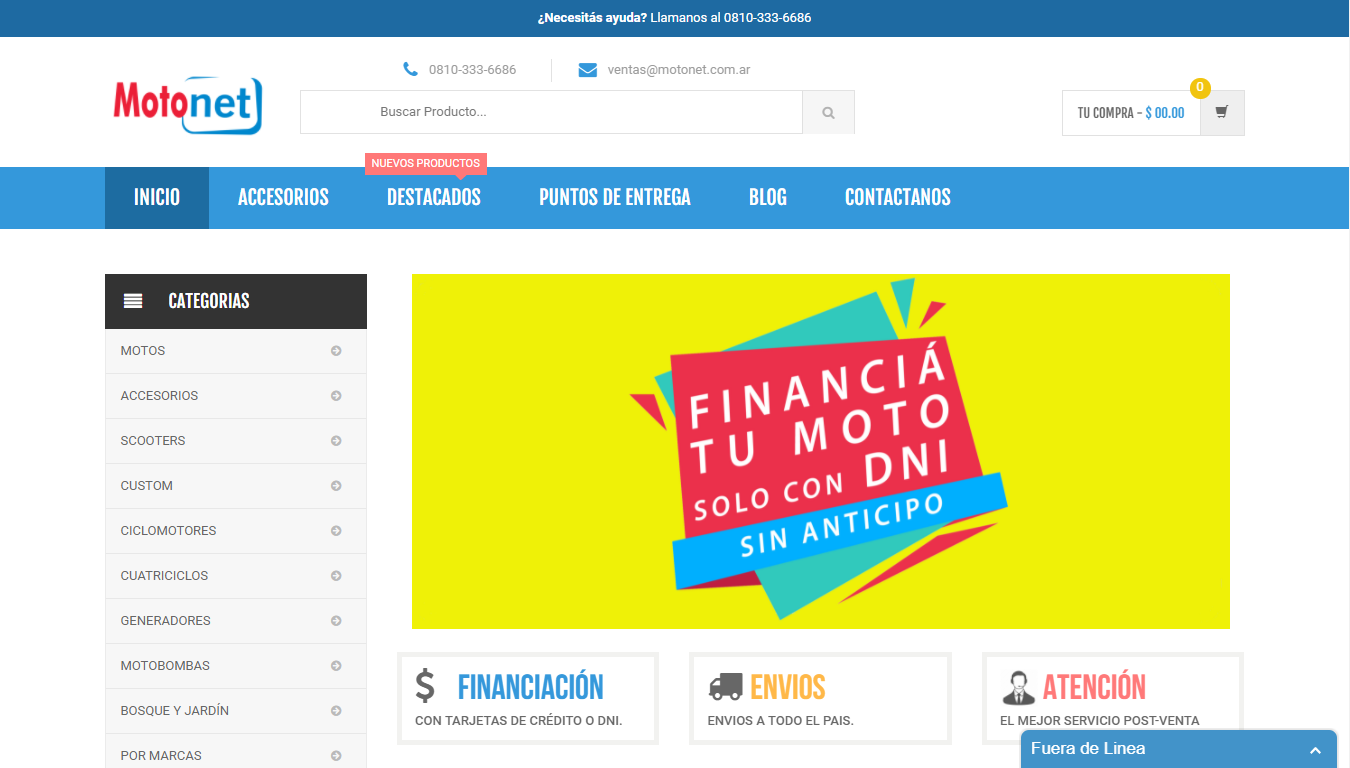 ¿Necesitás ayuda? Llamanos al 0810-333-6686
0810-333-6686
ventas@motonet.com.ar
Motonet
Buscar Producto...
0
TU COMPRA - $ 00.00
NUEVOS PRODUCTOS
INICIO
ACCESORIOS
DESTACADOS
PUNTOS DE ENTREGA
BLOG
CONTACTANOS
CATEGORIAS
MOTOS
ACCESORIOS
SCOOTERS
CUSTOM
CICLOMOTORES
CUATRICICLOS
GENERADORES
MOTOBOMBAS
BOSQUE Y JARDÍN
POR MARCAS
FINANCIÁ
TU MOTO
SOLO CON DNI
SIN ANTICIPO
FINANCIACIÓN
CON TARJETAS DE CRÉDITO O DNI.
ENVIOS
ENVIOS A TODO EL PAIS.
ATENCIÓN
EL MEJOR SERVICIO POST-VENTA
Fuera de Linea